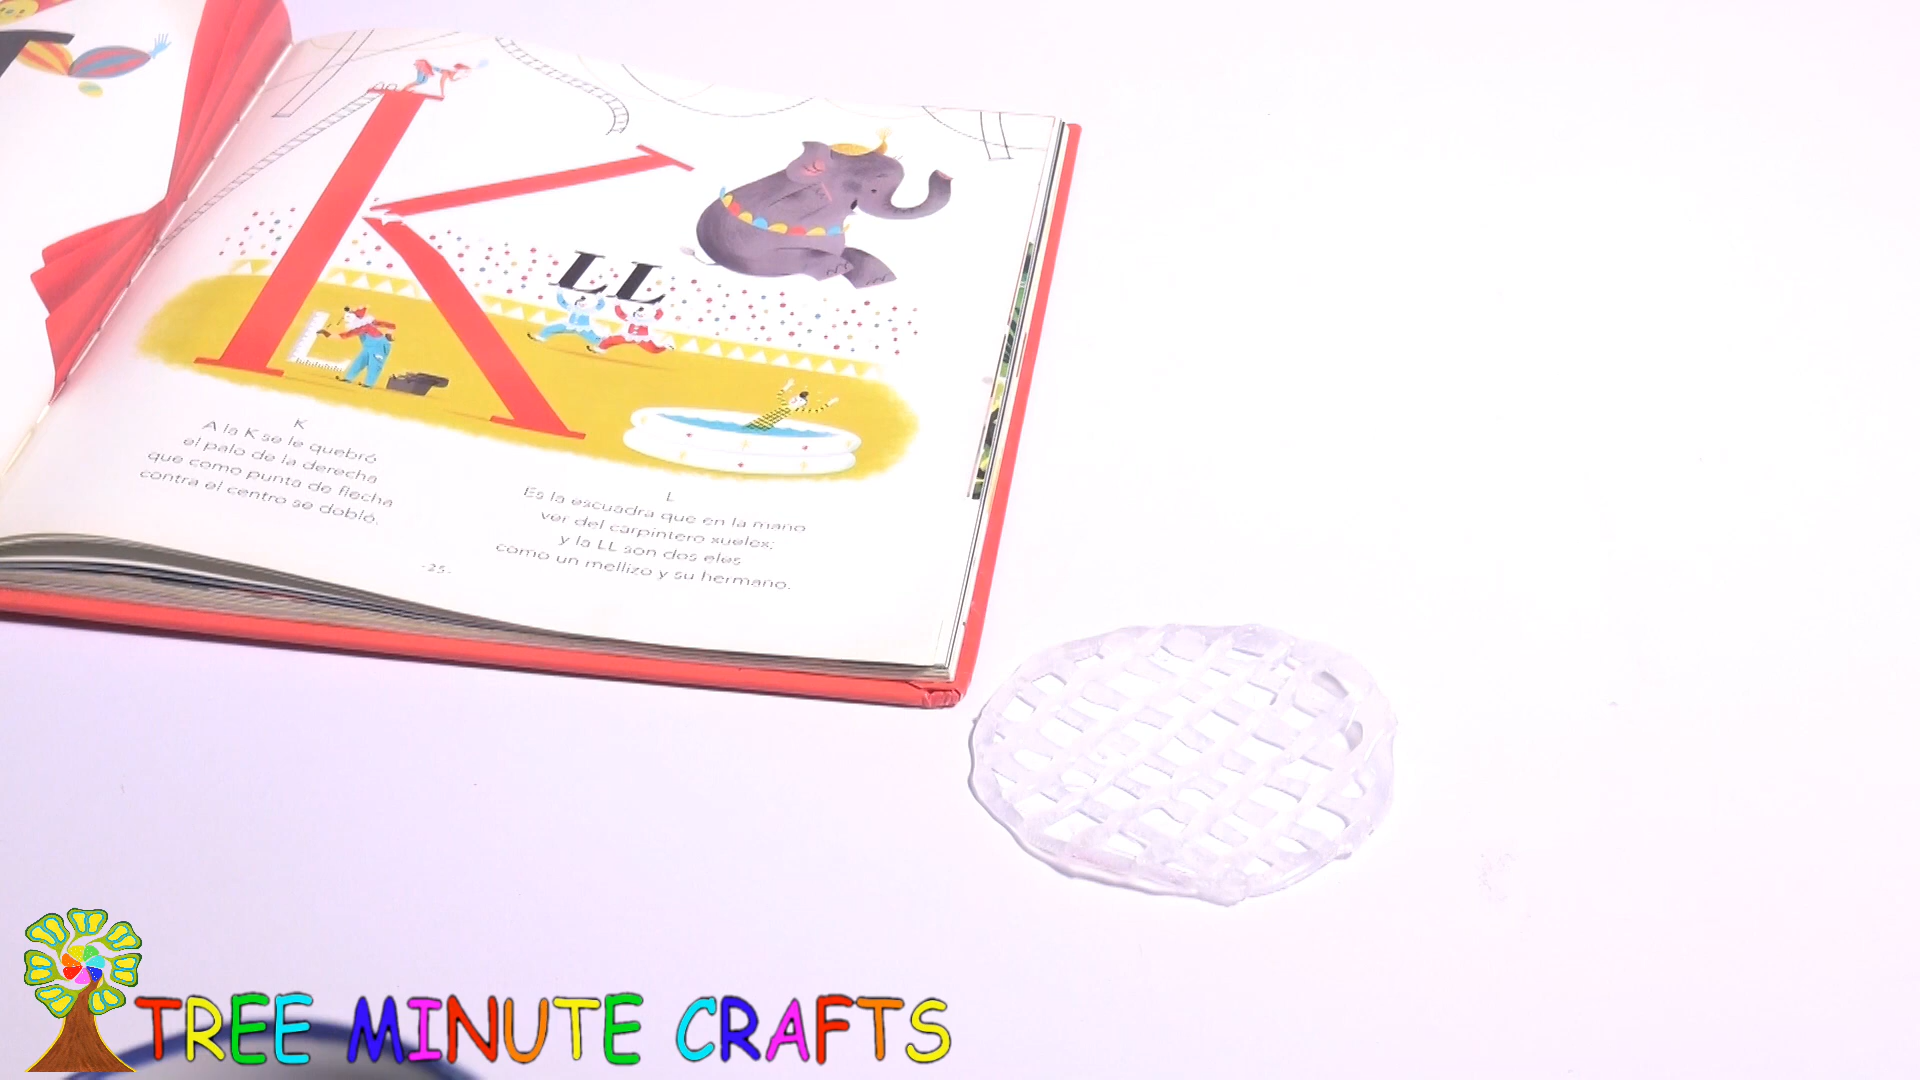 K
LL
K
A la K se le quebró
el palo de la derecha
que como punta de flecha
contra el centro se dobló.
L
Es la escuadra que en la mano
ver del carpintero sueles;
y la LL son dos eles
como un mellizo y su hermano.
-25-
TREE MINUTE CRAFTS